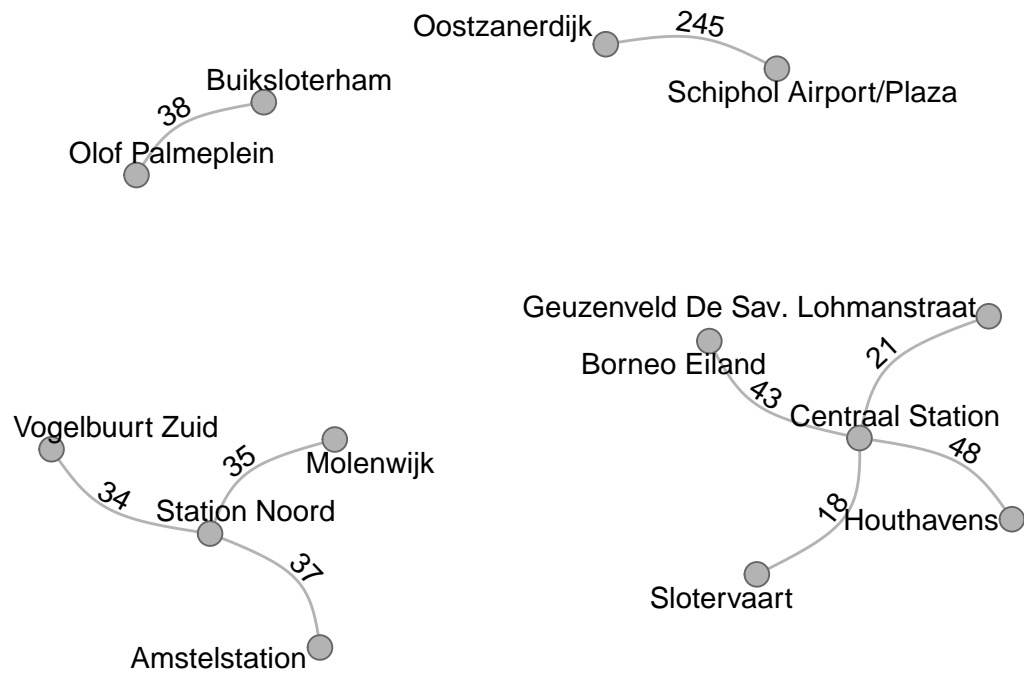 Oostzanerdijk
245
Schiphol Airport/Plaza
Buiksloterham
38
Olof Palmeplein
Geuzenveld De Sav. Lohmanstraat
21
Borneo Eiland
43
Centraal Station
48
18
Houthavens
Slotervaart
Vogelbuurt Zuid
35
Molenwijk
34
Station Noord
37
Amstelstation